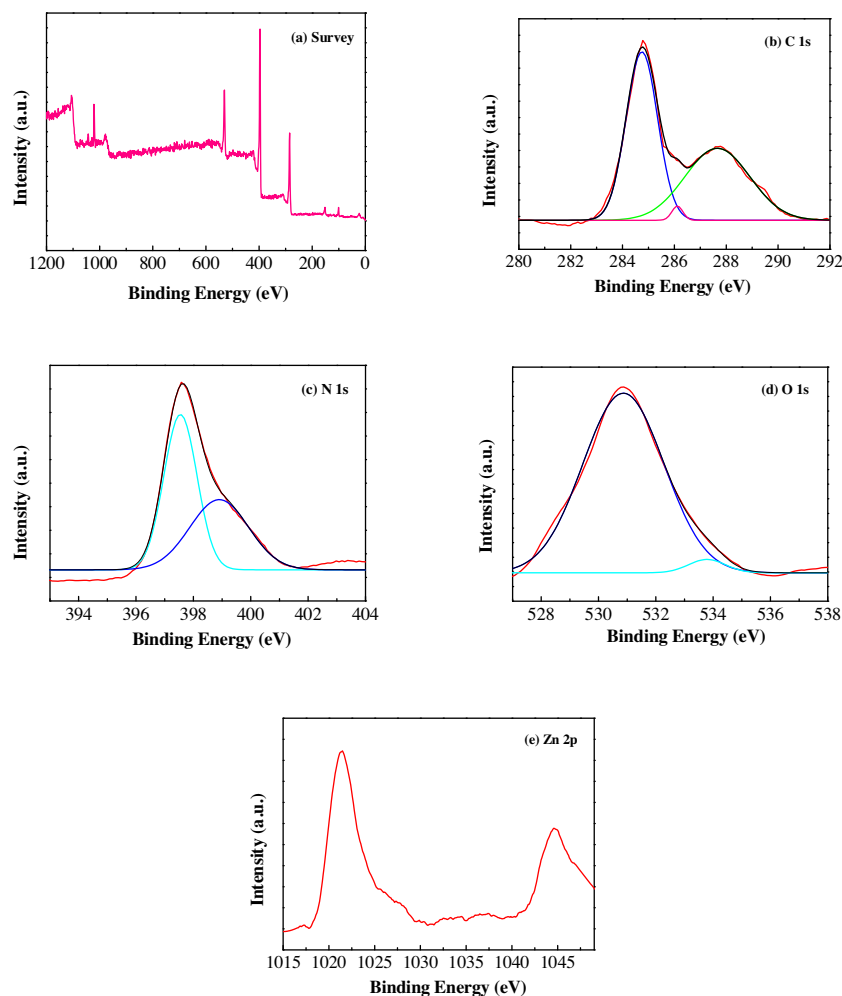 (a) Survey
Intensity (a.u.)
1200 1000 800 600 400 200 0
Binding Energy (eV)
(b) C 1s
Intensity (a.u.)
280 282 284 286 288 290 292
Binding Energy (eV)
(c) N 1s
Intensity (a.u.)
394 396 398 400 402 404
Binding Energy (eV)
(d) O 1s
Intensity (a.u.)
528 530 532 534 536 538
Binding Energy (eV)
(e) Zn 2p
Intensity (a.u.)
1015 1020 1025 1030 1035 1040 1045
Binding Energy (eV)